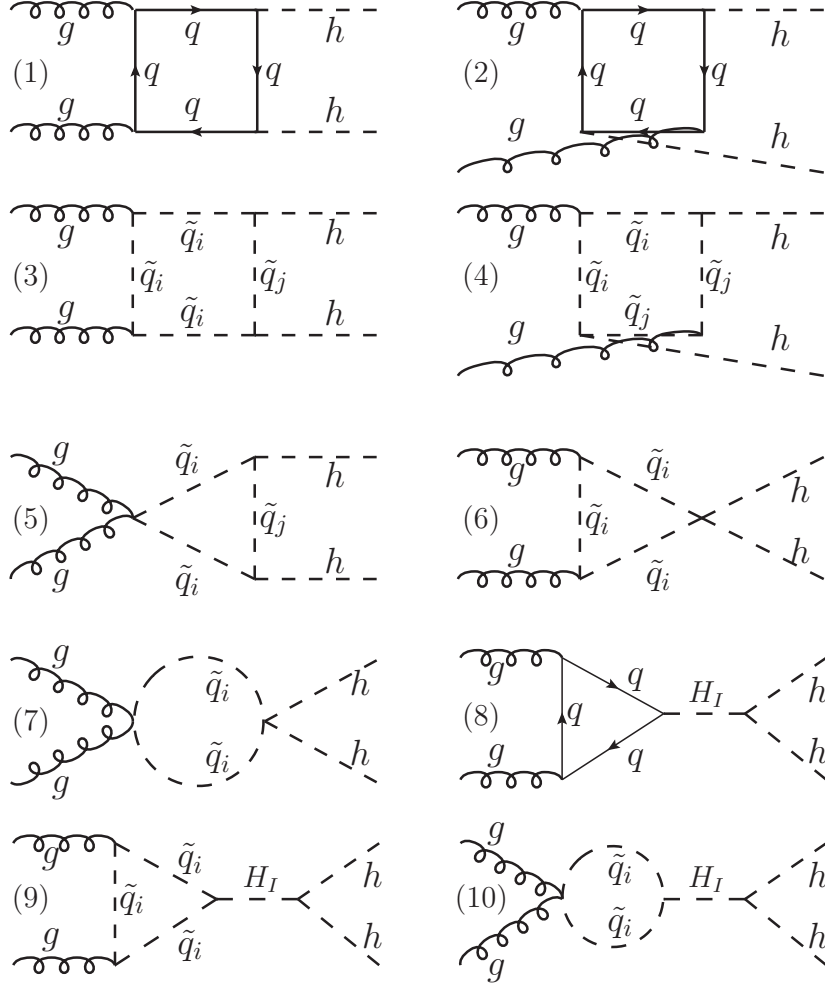 g q h g q h
(1) q q (2) q q
g q h g q h
g q̃_i h g q̃_i h
(3) q̃_i q̃_j (4) q̃_i q̃_j
g q̃_i h g q̃_j h
g q̃_i h g q̃_i h
(5) q̃_j (6) q̃_i
g q̃_i h g q̃_i h
g q̃_i h g q h
(7) (8) q H_I
g q̃_i h g q h
g q̃_i h g q̃_i h
(9) q̃_i H_I (10) H_I
g q̃_i h g q̃_i h